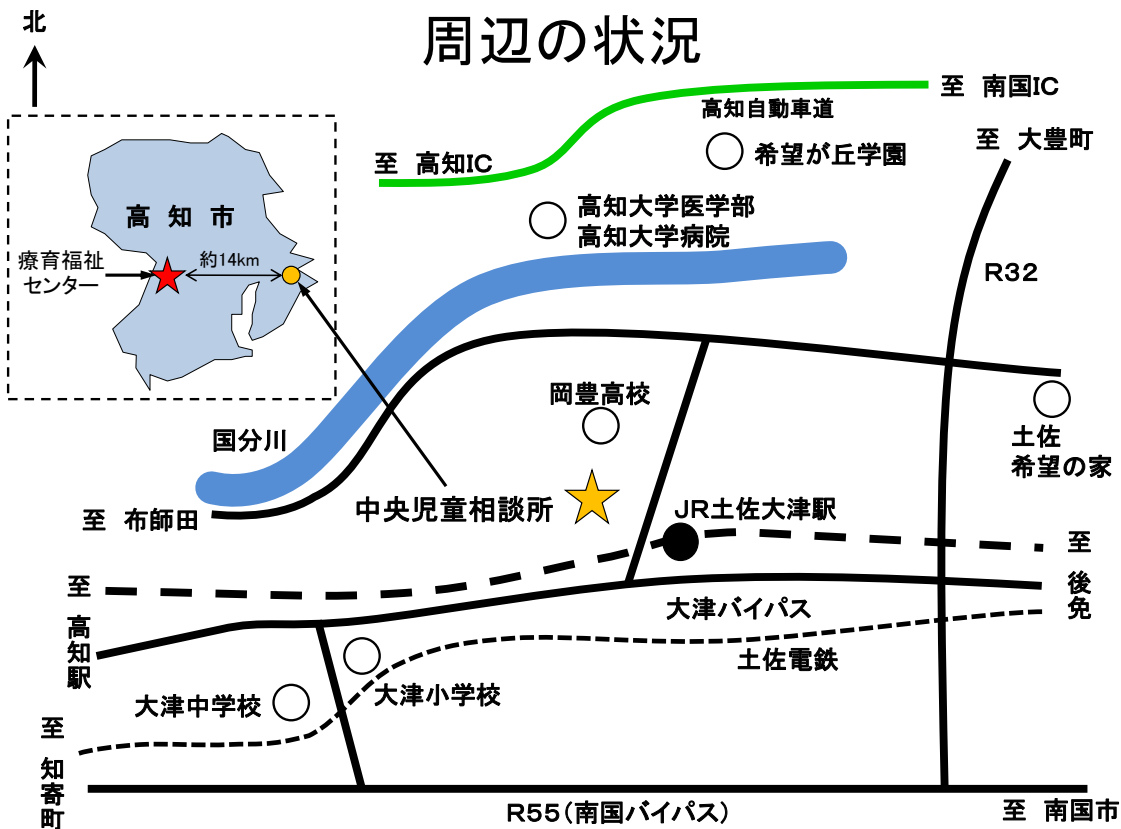 北
周辺の状況
至　南国IC
高知自動車道
至　大豊町
希望が丘学園
至　高知IC
高知大学医学部
高知大学病院
高　知　市
療育福祉
センター
約14km
R32
岡豊高校
国分川
土佐
希望の家
中央児童相談所
JR土佐大津駅
至　布師田
至　後免
至　高知駅
大津バイパス
土佐電鉄
大津小学校
大津中学校
至　知寄町
R55（南国バイパス）
至　南国市